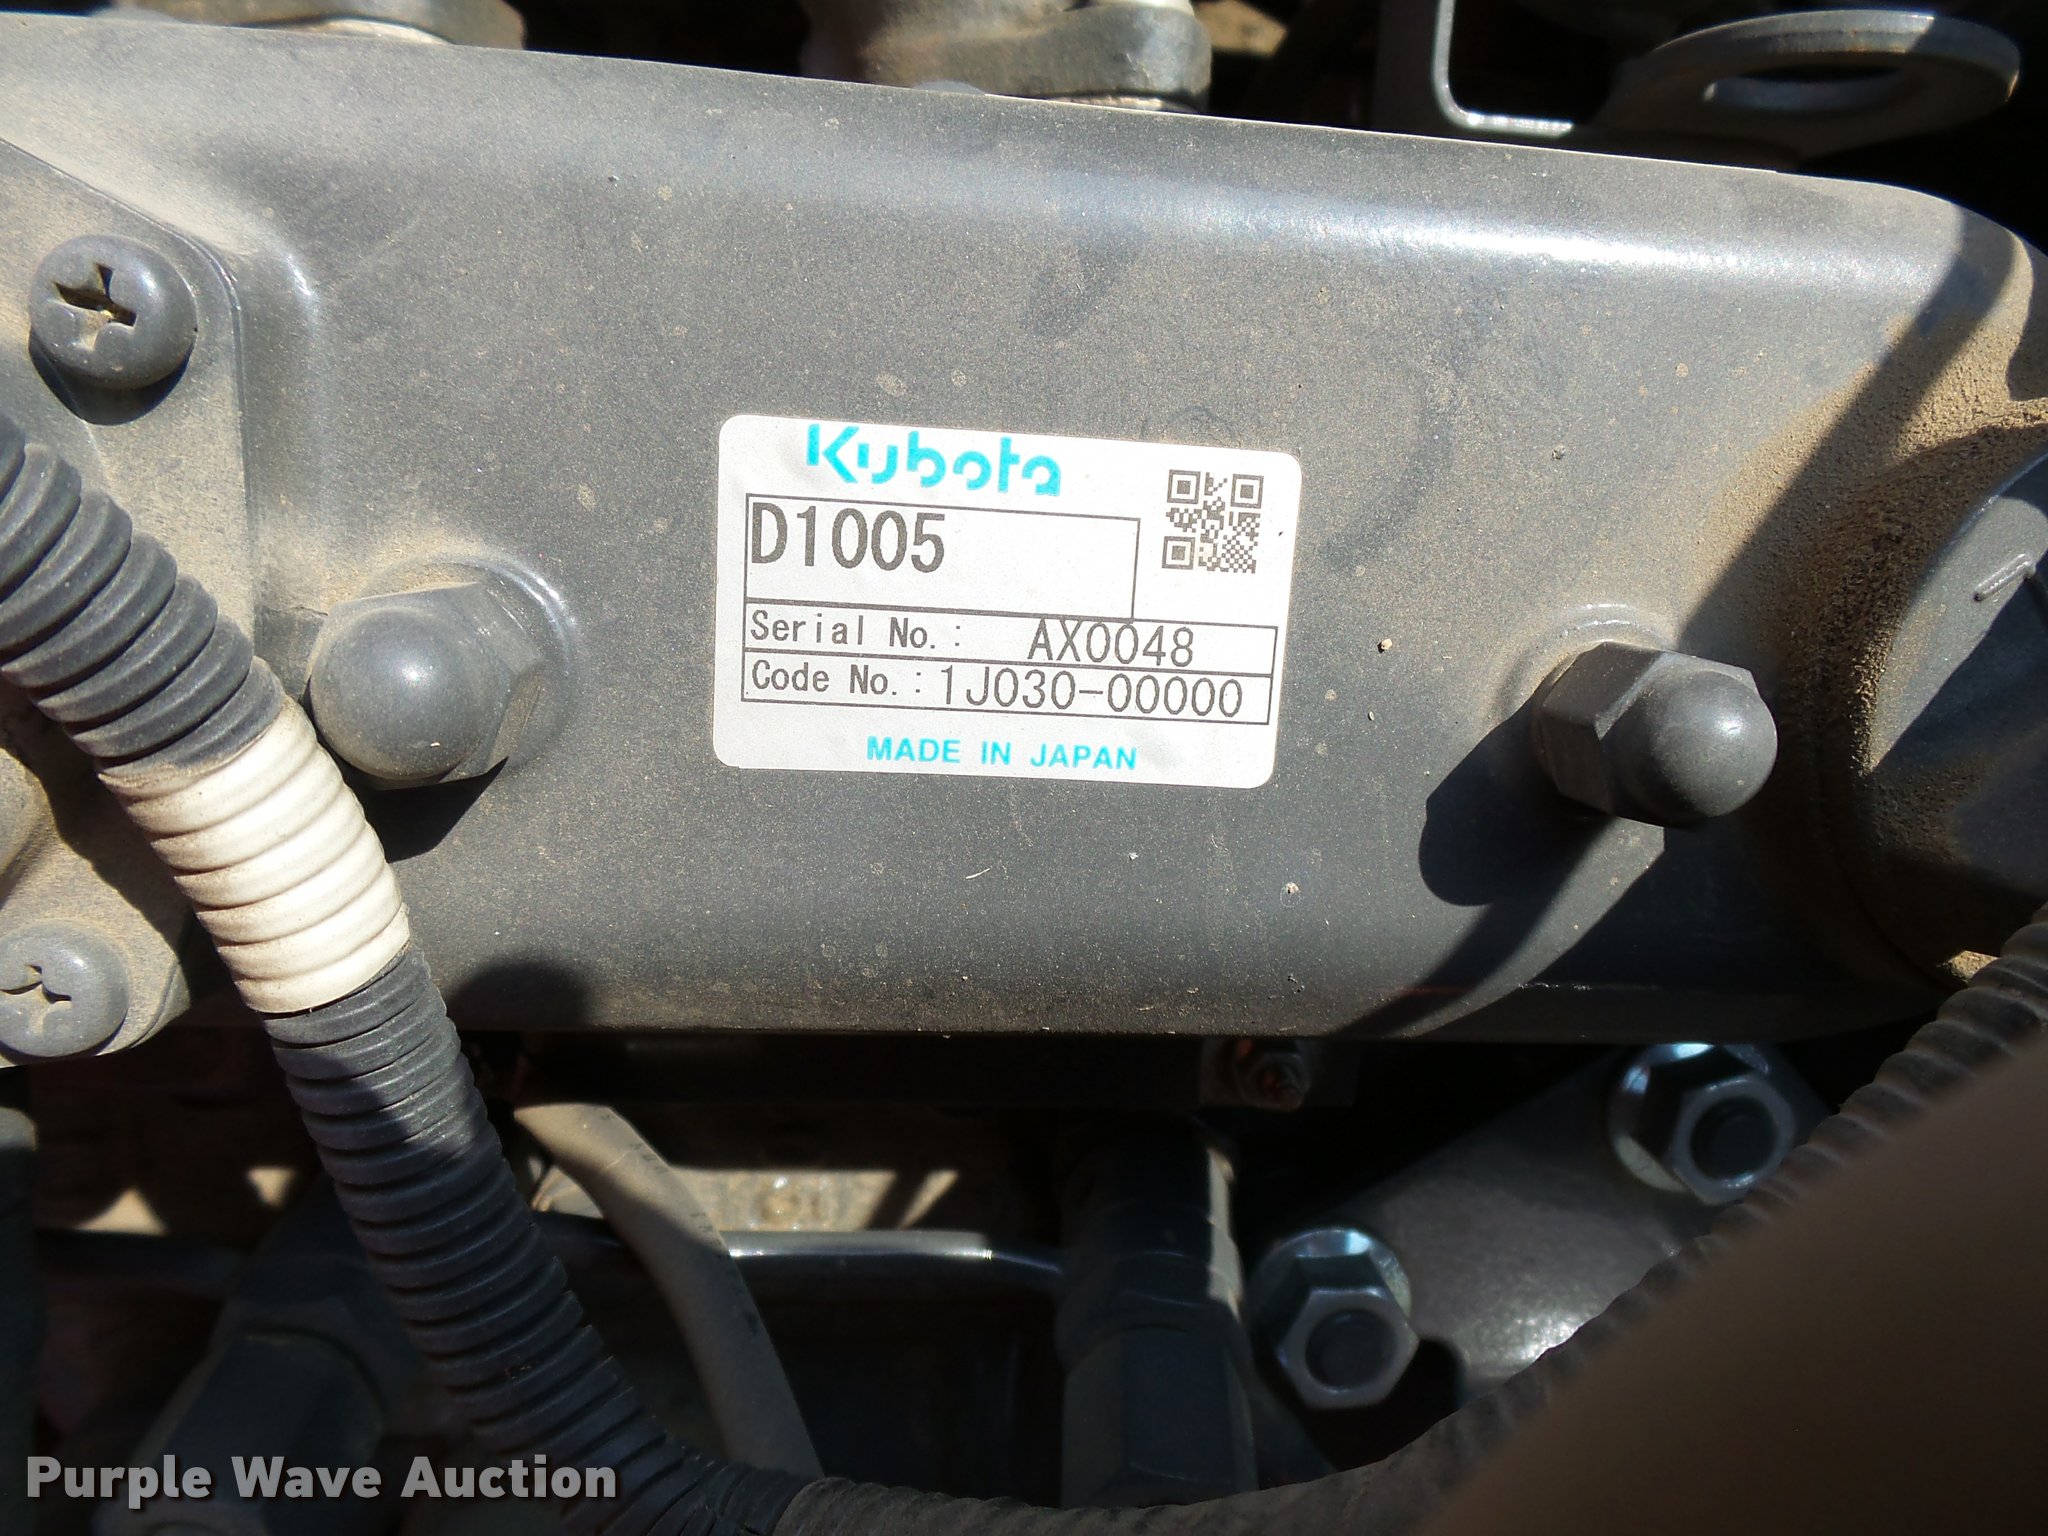 Kubota
D1005
Serial No.: AX0048
Code No.: 1J030-00000
MADE IN JAPAN
Purple Wave Auction